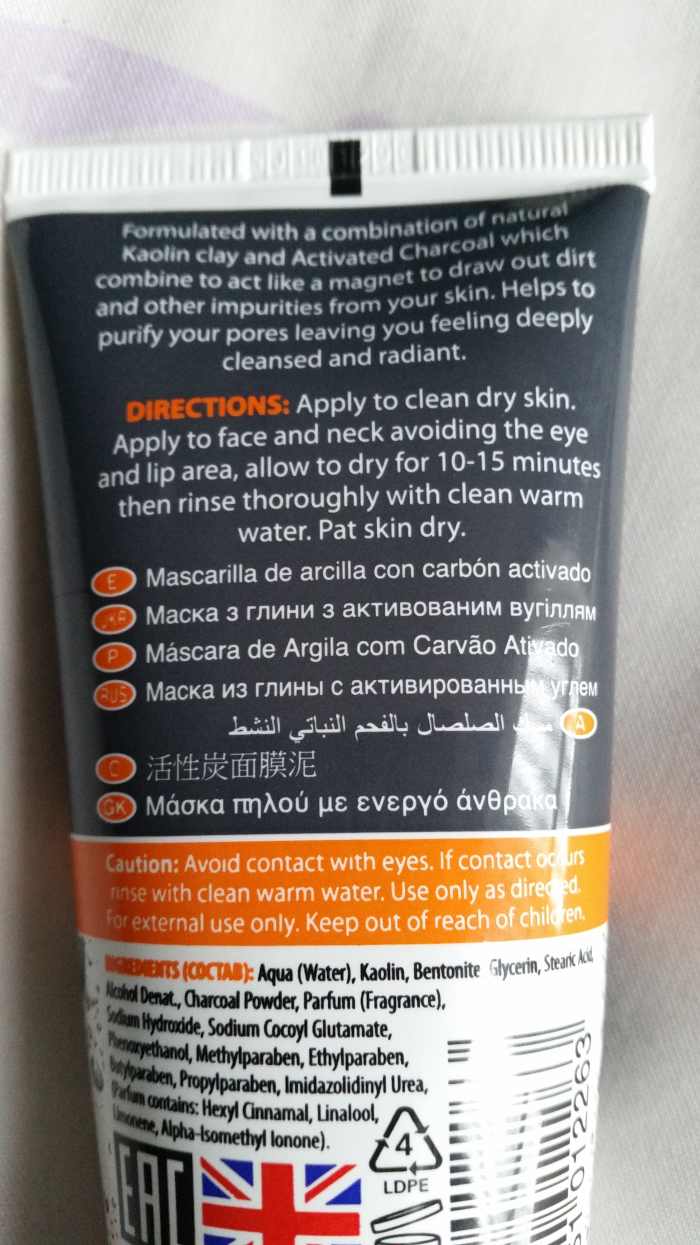 Formulated with a combination of natural
Kaolin clay and Activated Charcoal which
combine to act like a magnet to draw out dirt
and other impurities from your skin. Helps to
purify your pores leaving you feeling deeply
cleansed and radiant.
DIRECTIONS: Apply to clean dry skin.
Apply to face and neck avoiding the eye
and lip area, allow to dry for 10-15 minutes
then rinse thoroughly with clean warm
water. Pat skin dry.
E Mascarilla de arcilla con carbón activado
UKR Маска з глини з активованим вугіллям
P Máscara de Argila com Carvão Ativado
RUS Маска из глины с активированным углем
A الصلصال بالفحم النباتي النشط
C 活性炭面膜泥
GK Μάσκα πηλού με ενεργό άνθρακα
Caution: Avoid contact with eyes. If contact occurs
rinse with clean warm water. Use only as directed.
For external use only. Keep out of reach of children.
INGREDIENTS (СОСТАВ): Aqua (Water), Kaolin, Bentonite Glycerin, Stearic Acid,
Alcohol Denat., Charcoal Powder, Parfum (Fragrance),
Sodium Hydroxide, Sodium Cocoyl Glutamate,
Phenoxyethanol, Methylparaben, Ethylparaben,
Butylparaben, Propylparaben, Imidazolidinyl Urea,
(Parfum contains: Hexyl Cinnamal, Linalool,
Limonene, Alpha-Isomethyl Ionone).
4
LDPE
EAC
012263